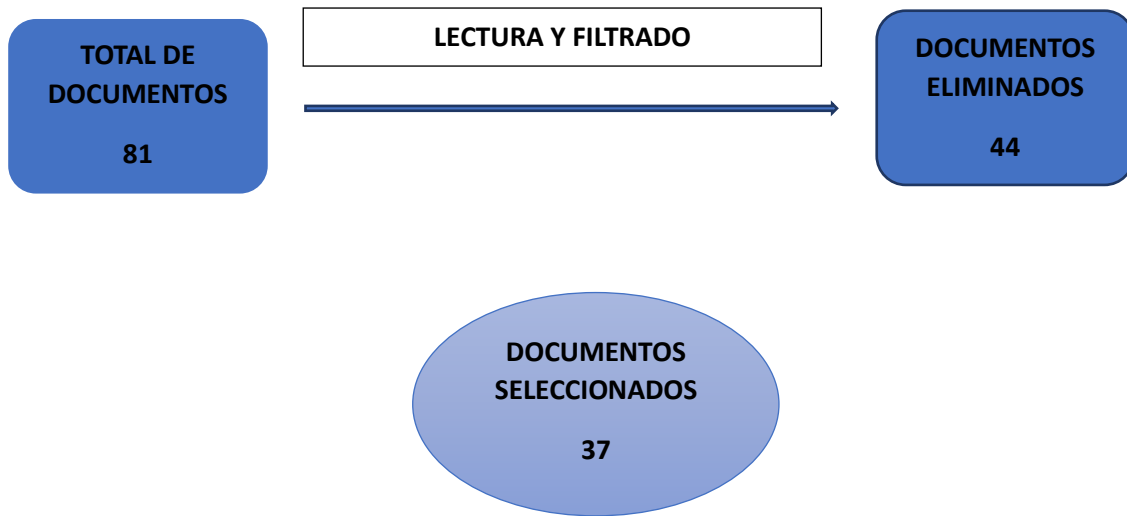 TOTAL DE
DOCUMENTOS
81
LECTURA Y FILTRADO
DOCUMENTOS
ELIMINADOS
44
DOCUMENTOS
SELECCIONADOS
37